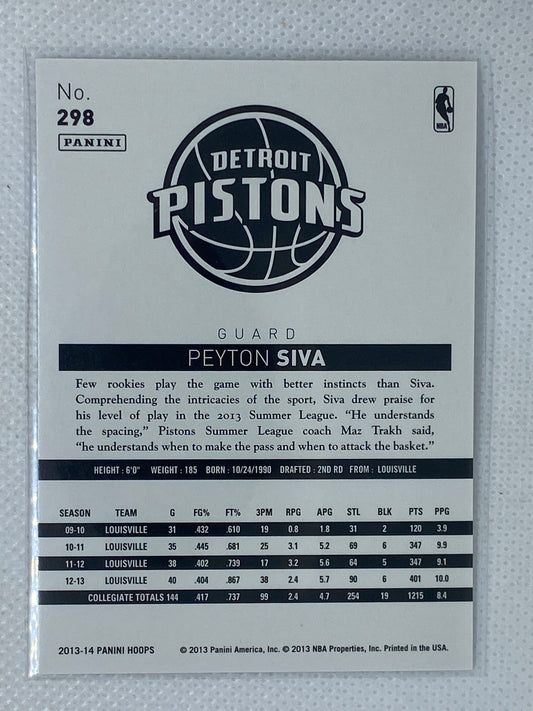 No.
298
PANINI
NBA
DETROIT
PISTONS
GUARD
PEYTON SIVA
Few rookies play the game with better instincts than Siva.
Comprehending the intricacies of the sport, Siva drew praise for
his level of play in the 2013 Summer League. “He understands
the spacing,” Pistons Summer League coach Maz Trakh said,
“he understands when to make the pass and when to attack the basket.”
HEIGHT : 6'0" WEIGHT : 185 BORN : 10/24/1990 DRAFTED : 2ND RD FROM : LOUISVILLE
SEASON TEAM G FG% FT% 3PM RPG APG STL BLK PTS PPG
09-10 LOUISVILLE 31 .432 .610 19 0.8 1.8 31 2 120 3.9
10-11 LOUISVILLE 35 .445 .681 25 3.1 5.2 69 6 347 9.9
11-12 LOUISVILLE 38 .402 .739 17 3.2 5.6 64 5 347 9.1
12-13 LOUISVILLE 40 .404 .867 38 2.4 5.7 90 6 401 10.0
COLLEGIATE TOTALS 144 .417 .737 99 2.4 4.7 254 19 1215 8.4
2013-14 PANINI HOOPS © 2013 Panini America, Inc. © 2013 NBA Properties, Inc. Printed in the USA.